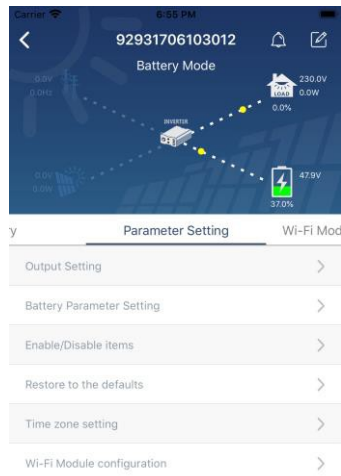 Carrier 6:55 PM
92931706103012
Battery Mode
0.0V
0.0Hz
230.0V
0.0W
LOAD
0.0%
INVERTER
0.0V
0.0W
47.9V
37.0%
y Parameter Setting Wi-Fi Mod
Output Setting
Battery Parameter Setting
Enable/Disable items
Restore to the defaults
Time zone setting
Wi-Fi Module configuration